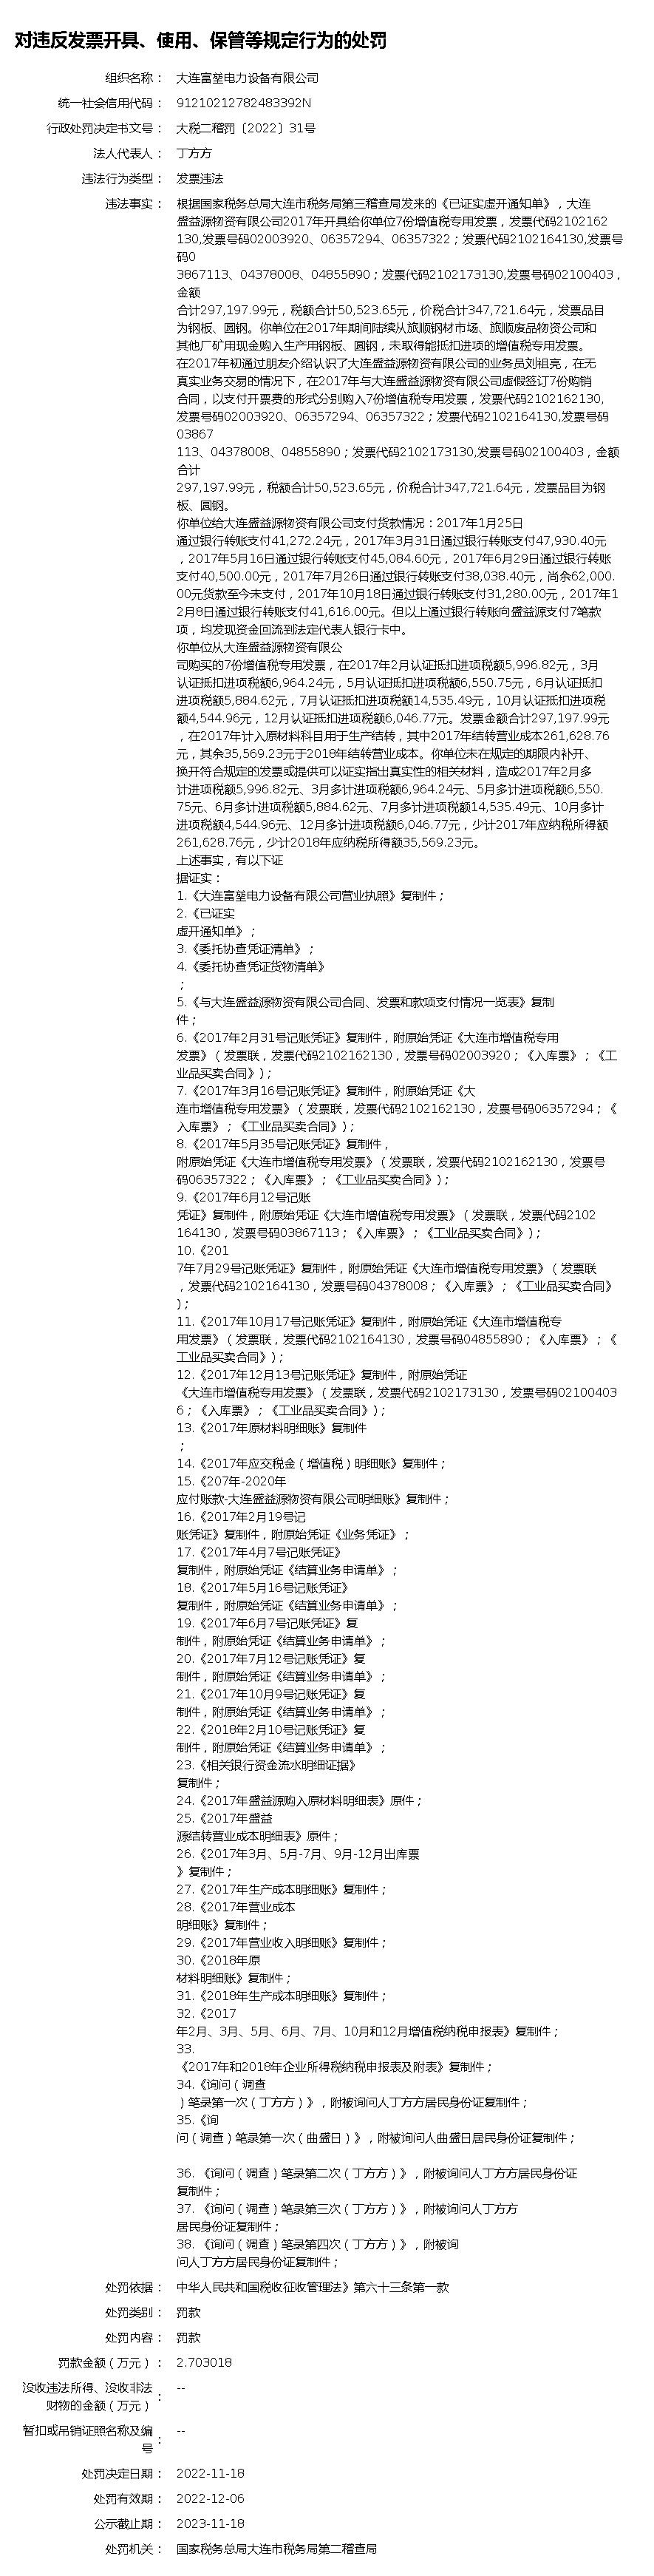 对违反发票开具、使用、保管等规定行为的处罚
组织名称： 大连富堃电力设备有限公司
统一社会信用代码： 91210212782483392N
行政处罚决定书文号： 大税二稽罚〔2022〕31号
法人代表人： 丁方方
违法行为类型： 发票违法
违法事实： 根据国家税务总局大连市税务局第三稽查局发来的《已证实虚开通知单》，大连
盛益源物资有限公司2017年开具给你单位7份增值税专用发票，发票代码2102162
130,发票号码02003920、06357294、06357322；发票代码2102164130,发票号
码0
3867113、04378008、04855890；发票代码2102173130,发票号码02100403，
金额
合计297,197.99元，税额合计50,523.65元，价税合计347,721.64元，发票品目
为钢板、圆钢。你单位在2017年期间陆续从旅顺钢材市场、旅顺废品物资公司和
其他厂矿用现金购入生产用钢板、圆钢，未取得能抵扣进项的增值税专用发票。
在2017年初通过朋友介绍认识了大连盛益源物资有限公司的业务员刘祖亮，在无
真实业务交易的情况下，在2017年与大连盛益源物资有限公司虚假签订7份购销
合同，以支付开票费的形式分别购入7份增值税专用发票，发票代码2102162130,
发票号码02003920、06357294、06357322；发票代码2102164130,发票号码
03867
113、04378008、04855890；发票代码2102173130,发票号码02100403，金额
合计
297,197.99元，税额合计50,523.65元，价税合计347,721.64元，发票品目为钢
板、圆钢。
你单位给大连盛益源物资有限公司支付货款情况：2017年1月25日
通过银行转账支付41,272.24元，2017年3月31日通过银行转账支付47,930.40元
，2017年5月16日通过银行转账支付45,084.60元，2017年6月29日通过银行转账
支付40,500.00元，2017年7月26日通过银行转账支付38,038.40元，尚余62,000.
00元货款至今未支付，2017年10月18日通过银行转账支付31,280.00元，2017年1
2月8日通过银行转账支付41,616.00元。但以上通过银行转账向盛益源支付7笔款
项，均发现资金回流到法定代表人银行卡中。
你单位从大连盛益源物资有限公
司购买的7份增值税专用发票，在2017年2月认证抵扣进项税额5,996.82元，3月
认证抵扣进项税额6,964.24元，5月认证抵扣进项税额6,550.75元，6月认证抵扣
进项税额5,884.62元，7月认证抵扣进项税额14,535.49元，10月认证抵扣进项税
额4,544.96元，12月认证抵扣进项税额6,046.77元。发票金额合计297,197.99元
，在2017年计入原材料科目用于生产结转，其中2017年结转营业成本261,628.76
元，其余35,569.23元于2018年结转营业成本。你单位未在规定的期限内补开、
换开符合规定的发票或提供可以证实指出真实性的相关材料，造成2017年2月多
计进项税额5,996.82元、3月多计进项税额6,964.24元、5月多计进项税额6,550.
75元、6月多计进项税额5,884.62元、7月多计进项税额14,535.49元、10月多计
进项税额4,544.96元、12月多计进项税额6,046.77元，少计2017年应纳税所得额
261,628.76元，少计2018年应纳税所得额35,569.23元。
上述事实，有以下证
据证实：
1.《大连富堃电力设备有限公司营业执照》复制件；
2.《已证实
虚开通知单》；
3.《委托协查凭证清单》；
4.《委托协查凭证货物清单》
；
5.《与大连盛益源物资有限公司合同、发票和款项支付情况一览表》复制
件；
6.《2017年2月31号记账凭证》复制件，附原始凭证《大连市增值税专用
发票》（发票联，发票代码2102162130，发票号码02003920；《入库票》；《工
业品买卖合同》)；
7.《2017年3月16号记账凭证》复制件，附原始凭证《大
连市增值税专用发票》（发票联，发票代码2102162130，发票号码06357294；《
入库票》；《工业品买卖合同》)；
8.《2017年5月35号记账凭证》复制件，
附原始凭证《大连市增值税专用发票》（发票联，发票代码2102162130，发票号
码06357322；《入库票》；《工业品买卖合同》)；
9.《2017年6月12号记账
凭证》复制件，附原始凭证《大连市增值税专用发票》（发票联，发票代码2102
164130，发票号码03867113；《入库票》；《工业品买卖合同》)；
10.《201
7年7月29号记账凭证》复制件，附原始凭证《大连市增值税专用发票》（发票联
，发票代码2102164130，发票号码04378008；《入库票》；《工业品买卖合同》
)；
11.《2017年10月17号记账凭证》复制件，附原始凭证《大连市增值税专
用发票》（发票联，发票代码2102164130，发票号码04855890；《入库票》；《
工业品买卖合同》)；
12.《2017年12月13号记账凭证》复制件，附原始凭证
《大连市增值税专用发票》（发票联，发票代码2102173130，发票号码02100403
6；《入库票》；《工业品买卖合同》)；
13.《2017年原材料明细账》复制件
；
14.《2017年应交税金（增值税）明细账》复制件；
15.《207年-2020年
应付账款-大连盛益源物资有限公司明细账》复制件；
16.《2017年2月19号记
账凭证》复制件，附原始凭证《业务凭证》；
17.《2017年4月7号记账凭证》
复制件，附原始凭证《结算业务申请单》；
18.《2017年5月16号记账凭证》
复制件，附原始凭证《结算业务申请单》；
19.《2017年6月7号记账凭证》复
制件，附原始凭证《结算业务申请单》；
20.《2017年7月12号记账凭证》复
制件，附原始凭证《结算业务申请单》；
21.《2017年10月9号记账凭证》复
制件，附原始凭证《结算业务申请单》；
22.《2018年2月10号记账凭证》复
制件，附原始凭证《结算业务申请单》；
23.《相关银行资金流水明细证据》
复制件；
24.《2017年盛益源购入原材料明细表》原件；
25.《2017年盛益
源结转营业成本明细表》原件；
26.《2017年3月、5月-7月、9月-12月出库票
》复制件；
27.《2017年生产成本明细账》复制件；
28.《2017年营业成本
明细账》复制件；
29.《2017年营业收入明细账》复制件；
30.《2018年原
材料明细账》复制件；
31.《2018年生产成本明细账》复制件；
32.《2017
年2月、3月、5月、6月、7月、10月和12月增值税纳税申报表》复制件；
33.
《2017年和2018年企业所得税纳税申报表及附表》复制件；
34.《询问（调查
）笔录第一次（丁方方）》，附被询问人丁方方居民身份证复制件；
35.《询
问（调查）笔录第一次（曲盛日）》，附被询问人曲盛日居民身份证复制件；
36. 《询问（调查）笔录第二次（丁方方）》，附被询问人丁方方居民身份证
复制件；
37. 《询问（调查）笔录第三次（丁方方）》，附被询问人丁方方
居民身份证复制件；
38. 《询问（调查）笔录第四次（丁方方）》，附被询
问人丁方方居民身份证复制件；
处罚依据： 中华人民共和国税收征收管理法》第六十三条第一款
处罚类别： 罚款
处罚内容： 罚款
罚款金额（万元）： 2.703018
没收违法所得、没收非法
财物的金额（万元）： --
暂扣或吊销证照名称及编
号： --
处罚决定日期： 2022-11-18
处罚有效期： 2022-12-06
公示截止期： 2023-11-18
处罚机关： 国家税务总局大连市税务局第二稽查局